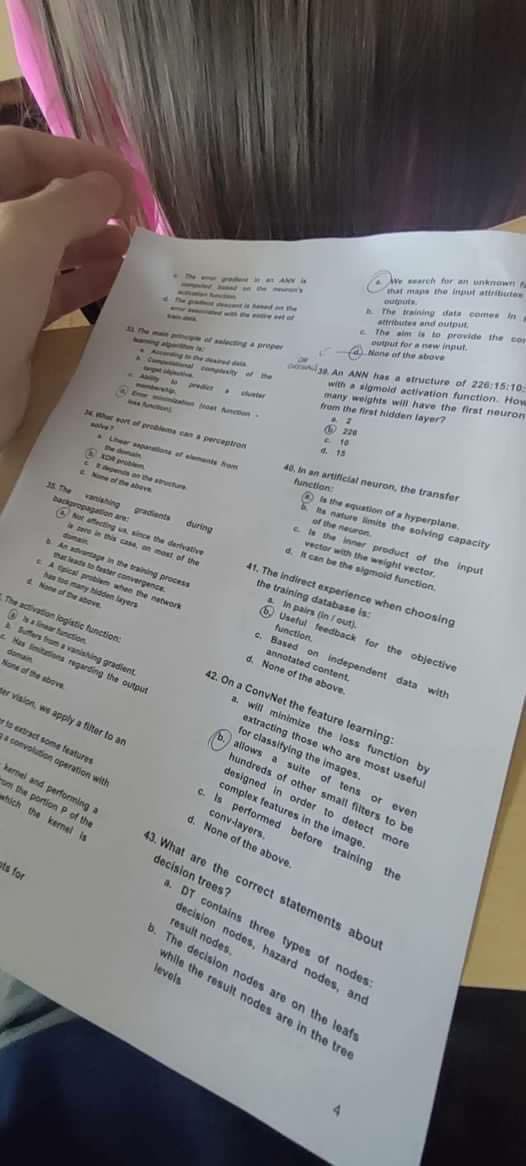 c. The error gradient in an ANN is
computed based on the neuron's
activation function.
d. The gradient descent is based on the
error associated with the entire set of
train data.
33. The main principle of selecting a proper
learning algorithm is:
a. According to the desired data.
b. Computational complexity of the
target objective.
c. Ability to predict a cluster
membership.
d. Error minimization (cost function -
loss function).
34. What sort of problems can a perceptron
solve?
a. Linear separations of elements from
the domain.
b. XOR problem.
c. It depends on the structure.
c. None of the above.
35. The vanishing gradients during
backpropagation are:
a. Not affecting us, since the derivative
is zero in this case, on most of the
domain.
b. An advantage in the training process
that leads to faster convergence.
c. A tipical problem when the network
has too many hidden layers
d. None of the above.
. The activation logistic function:
a. Is a linear function.
b. Suffers from a vanishing gradient.
c. Has limitations regarding the output
domain.
None of the above.
ter vision, we apply a filter to an
r to extract some features
g a convolution operation with
kernel and performing a
rom the portion p of the
which the kernel is
ots for
a. We search for an unknown f
that maps the input attributes
outputs.
b. The training data comes in
attributes and output.
c. The aim is to provide the cor
output for a new input.
d. None of the above
39. An ANN has a structure of 226:15:10:
with a sigmoid activation function. How
many weights will have the first neuron
from the first hidden layer?
a. 2
b. 226
c. 10
d. 15
40. In an artificial neuron, the transfer
function:
a. Is the equation of a hyperplane.
b. Its nature limits the solving capacity
of the neuron.
c. Is the inner product of the input
vector with the weight vector.
d. It can be the sigmoid function.
41. The indirect experience when choosing
the training database is:
a. In pairs (in / out).
b. Useful feedback for the objective
function.
c. Based on independent data with
annotated content.
d. None of the above.
42. On a ConvNet the feature learning:
a. will minimize the loss function by
extracting those who are most useful
for classifying the images.
b. allows a suite of tens or even
hundreds of other small filters to be
designed in order to detect more
complex features in the image.
c. Is performed before training the
conv-layers.
d. None of the above.
43. What are the correct statements about
decision trees?
a. DT contains three types of nodes:
decision nodes, hazard nodes, and
result nodes.
b. The decision nodes are on the leafs
while the result nodes are in the tree
levels
4